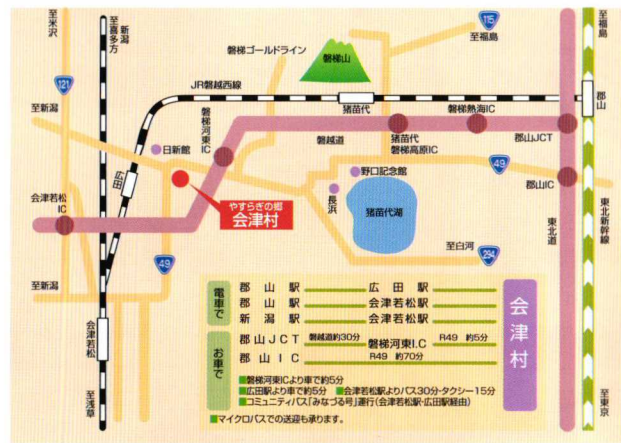 至米沢
至喜多方
新潟
磐梯ゴールドライン
磐梯山
115
至福島
至福島
121
JR磐越西線
猪苗代
磐梯熱海IC
郡山
至新潟
磐梯河東IC
日新館
磐越道
猪苗代
磐梯高原IC
郡山JCT
49
広田
野口記念館
郡山IC
会津若松
IC
やすらぎの郷
会津村
長浜
猪苗代湖
東北道
東北新幹線
至白河
294
49
至新潟
会津若松
至浅草
至東京
電車で
郡山駅 広田駅
郡山駅 会津若松駅
新潟駅 会津若松駅
お車で
郡山JCT 磐越道約30分 磐梯河東I.C R49 約5分
郡山IC R49 約70分
会津村
■磐梯河東ICより車で約5分
■広田駅より車で約5分 ■会津若松駅よりバス30分・タクシー15分
■コミュニティバス「みなづる号」運行(会津若松駅・広田駅経由)
■マイクロバスでの送迎も承ります。